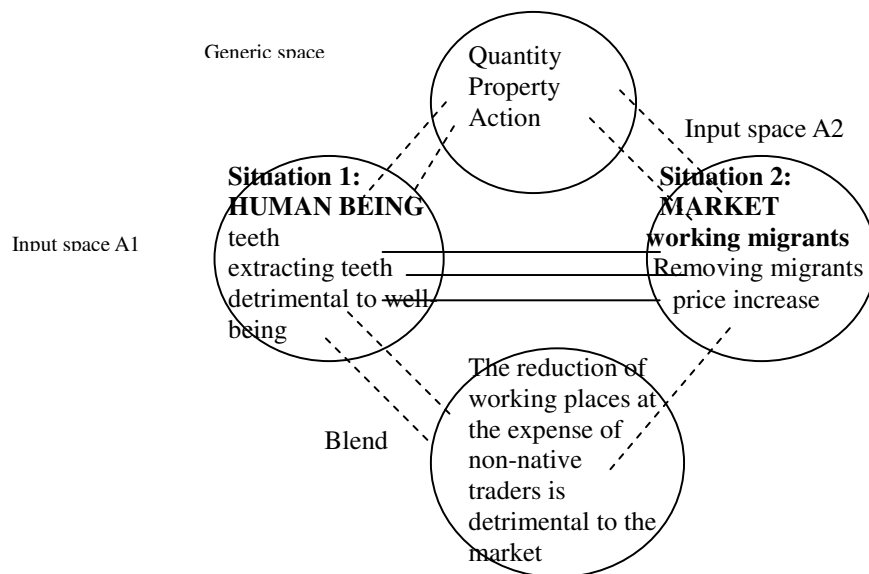 Generic space
Quantity
Property
Action
Input space A2
Situation 1:
HUMAN BEING
teeth
extracting teeth
detrimental to well-
being
Situation 2:
MARKET
working migrants
Removing migrants
price increase
Input space A1
The reduction of
working places at
the expense of
non-native
traders is
detrimental to the
market
Blend